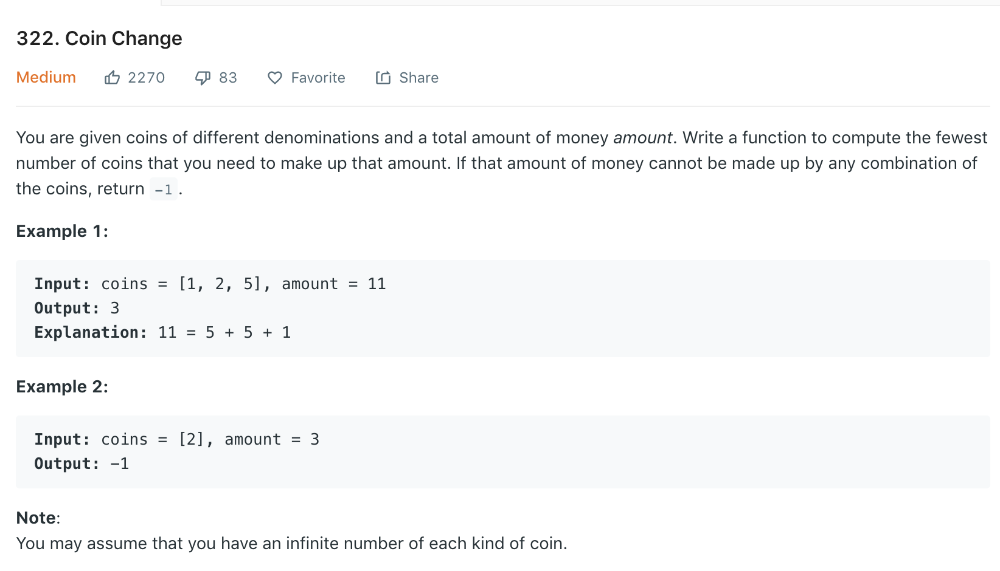 322. Coin Change
Medium 2270 83 Favorite Share
You are given coins of different denominations and a total amount of money amount. Write a function to compute the fewest
number of coins that you need to make up that amount. If that amount of money cannot be made up by any combination of
the coins, return -1.
Example 1:
Input: coins = [1, 2, 5], amount = 11
Output: 3
Explanation: 11 = 5 + 5 + 1
Example 2:
Input: coins = [2], amount = 3
Output: -1
Note:
You may assume that you have an infinite number of each kind of coin.